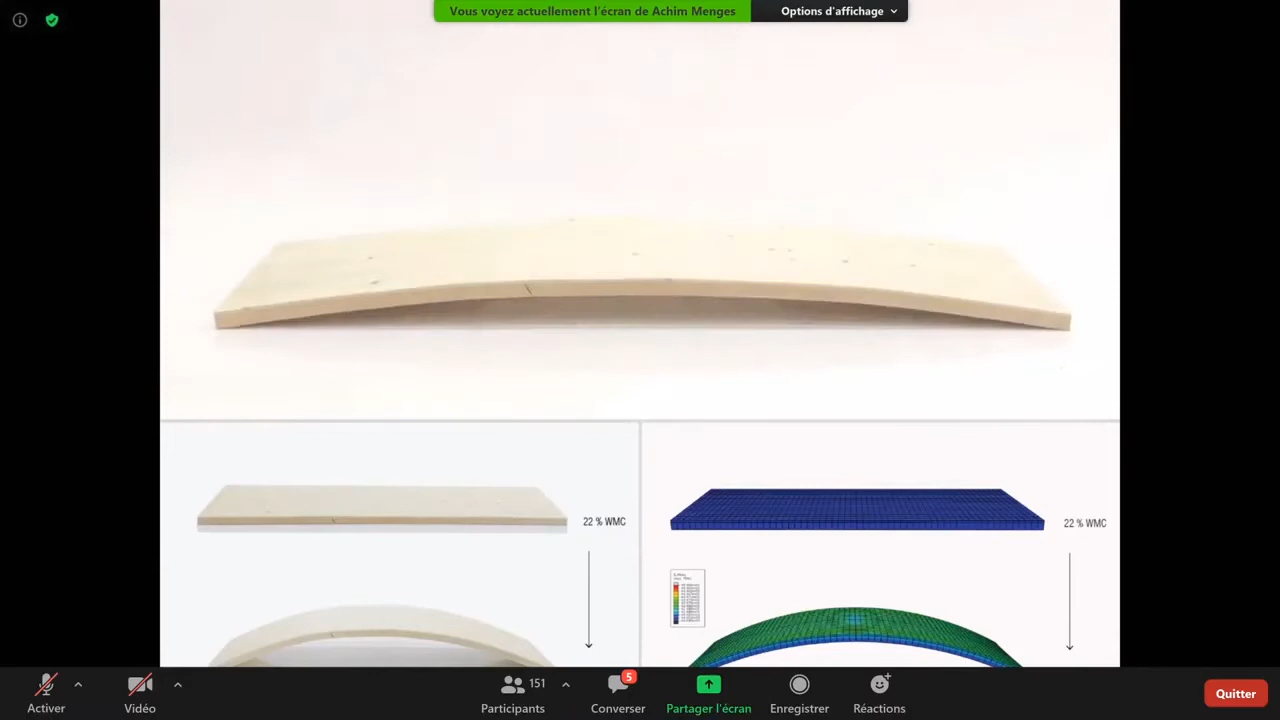 Vous voyez actuellement l'écran de Achim Menges
Options d'affichage
22 % WMC
22 % WMC
Activer
Vidéo
151
Participants
5
Converser
Partager l'écran
Enregistrer
Réactions
Quitter